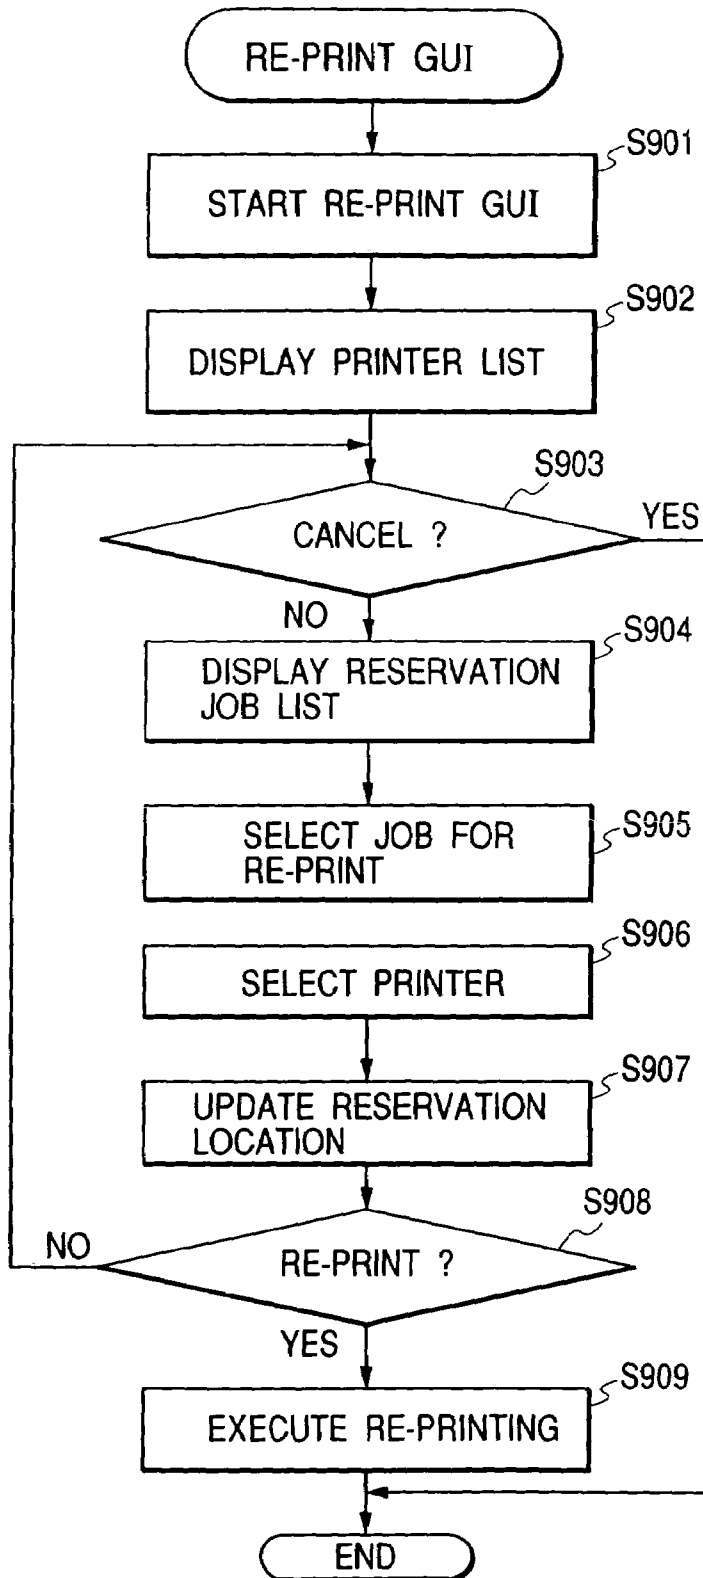 RE-PRINT GUI
S901
START RE-PRINT GUI
S902
DISPLAY PRINTER LIST
S903
CANCEL ?
YES
NO
S904
DISPLAY RESERVATION
JOB LIST
S905
SELECT JOB FOR
RE-PRINT
S906
SELECT PRINTER
S907
UPDATE RESERVATION
LOCATION
S908
NO
RE-PRINT ?
YES
S909
EXECUTE RE-PRINTING
END